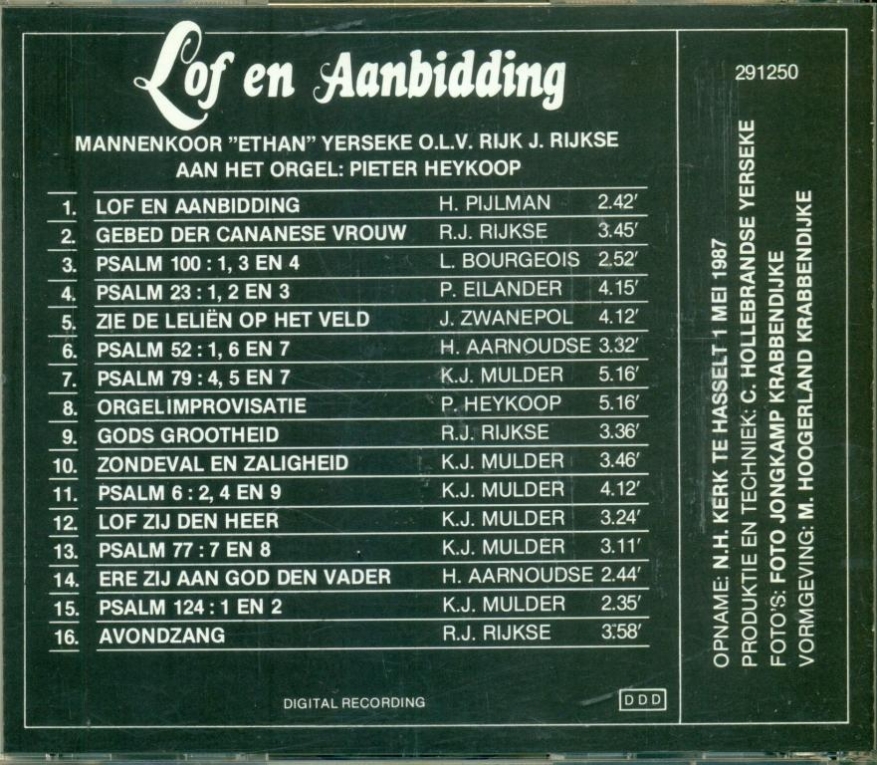 Lof en Aanbidding
MANNENKOOR "ETHAN" YERSEKE O.L.V. RIJK J. RIJKSE
AAN HET ORGEL: PIETER HEYKOOP
1. LOF EN AANBIDDING H. PIJLMAN 2.42'
2. GEBED DER CANANESE VROUW R.J. RIJKSE 3.45'
3. PSALM 100 : 1, 3 EN 4 L. BOURGEOIS 2.52'
4. PSALM 23 : 1, 2 EN 3 P. EILANDER 4.15'
5. ZIE DE LELIËN OP HET VELD J. ZWANEPOL 4.12'
6. PSALM 52 : 1, 6 EN 7 H. AARNOUDSE 3.32'
7. PSALM 79 : 4, 5 EN 7 K.J. MULDER 5.16'
8. ORGELIMPROVISATIE P. HEYKOOP 5.16'
9. GODS GROOTHEID R.J. RIJKSE 3.36'
10. ZONDEVAL EN ZALIGHEID K.J. MULDER 3.46'
11. PSALM 6 : 2, 4 EN 9 K.J. MULDER 4.12'
12. LOF ZIJ DEN HEER K.J. MULDER 3.24'
13. PSALM 77 : 7 EN 8 K.J. MULDER 3.11'
14. ERE ZIJ AAN GOD DEN VADER H. AARNOUDSE 2.44'
15. PSALM 124 : 1 EN 2 K.J. MULDER 2.35'
16. AVONDZANG R.J. RIJKSE 3.58'
DIGITAL RECORDING
DDD
291250
OPNAME: N.H. KERK TE HASSELT 1 MEI 1987
PRODUKTIE EN TECHNIEK: C. HOLLEBRANDSE YERSEKE
FOTO'S: FOTO JONGKAMP KRABBENDIJKE
VORMGEVING: M. HOOGERLAND KRABBENDIJKE